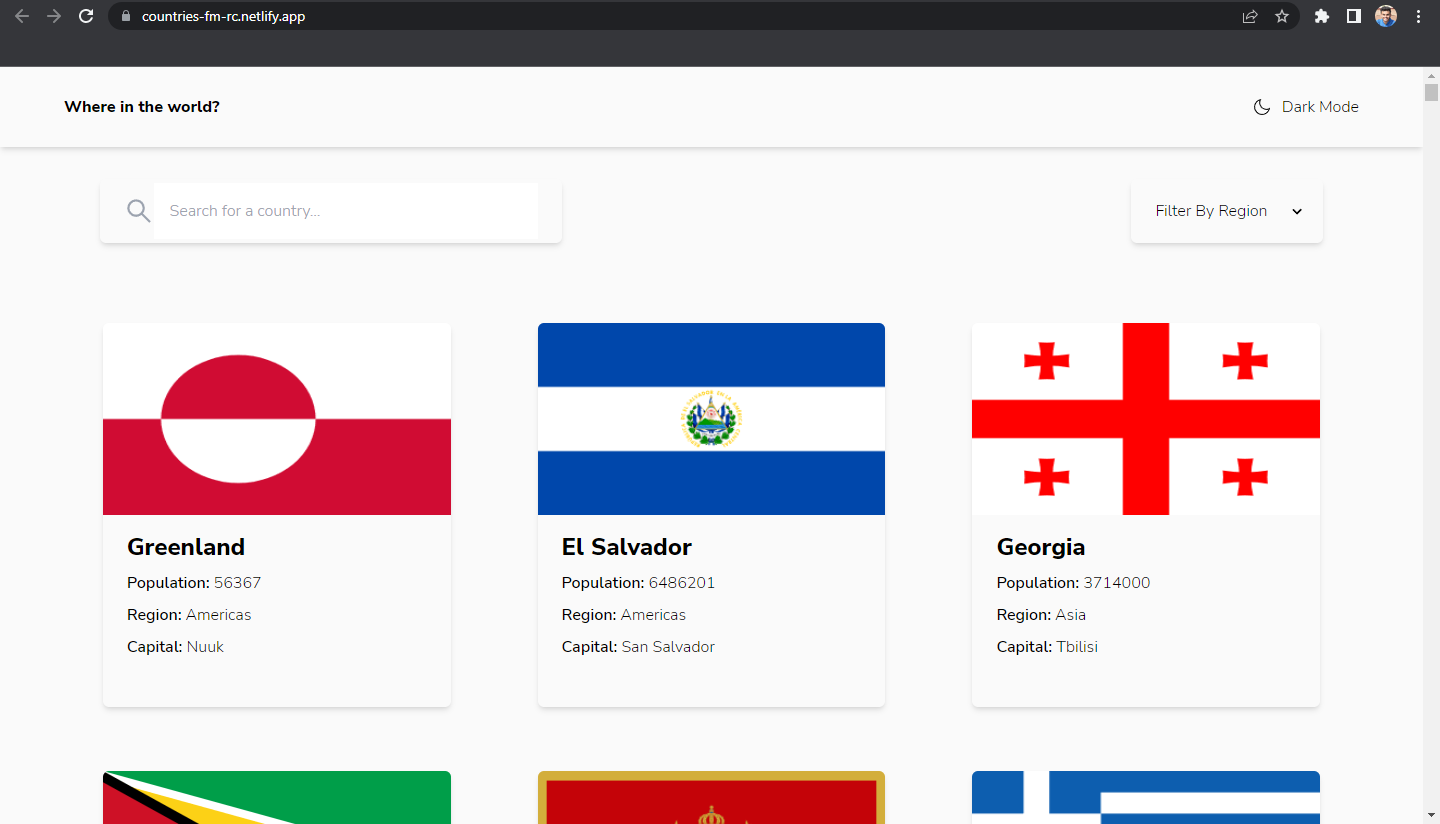 countries-fm-rc.netlify.app
Where in the world?
Dark Mode
Search for a country...
Filter By Region
Greenland
Population: 56367
Region: Americas
Capital: Nuuk
El Salvador
Population: 6486201
Region: Americas
Capital: San Salvador
Georgia
Population: 3714000
Region: Asia
Capital: Tbilisi